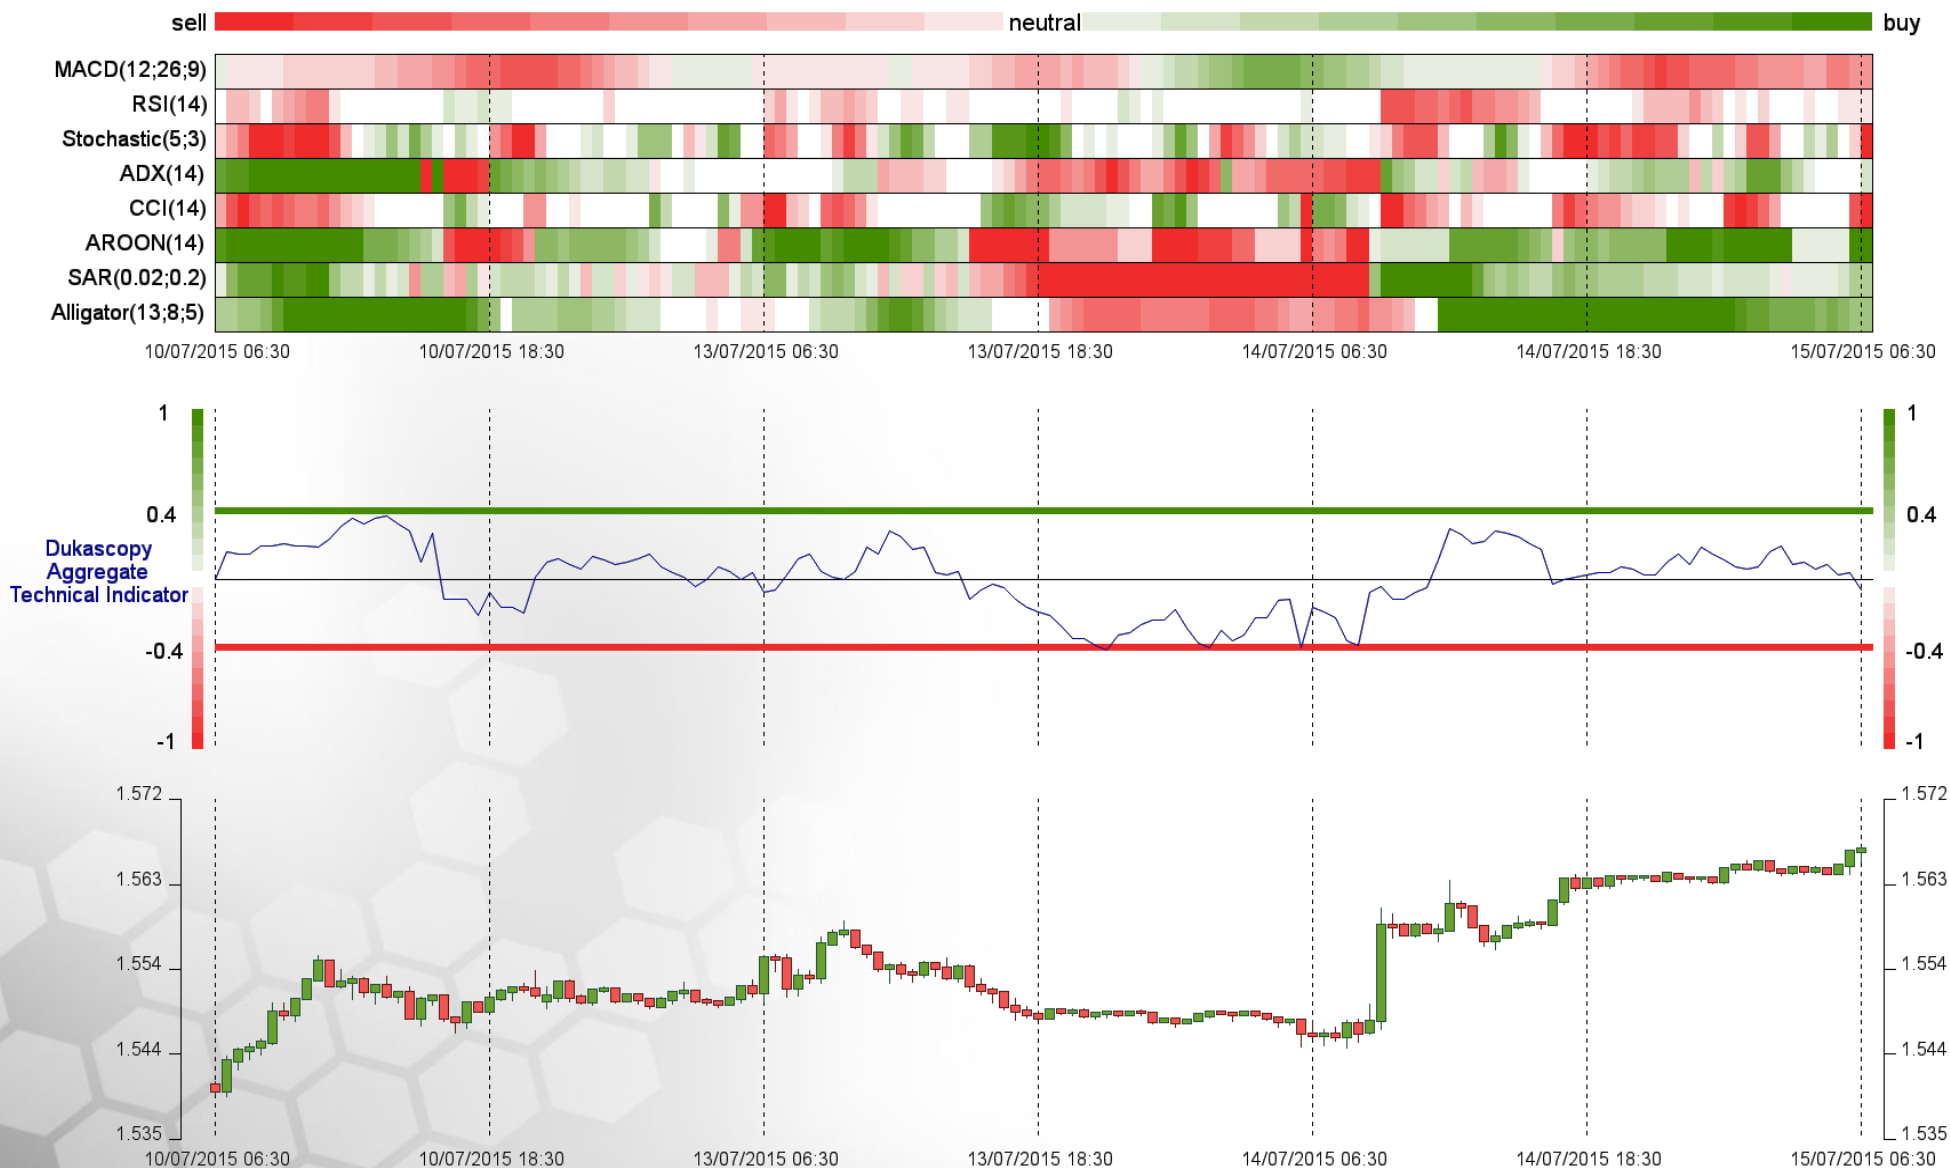 sell neutral buy
MACD(12;26;9)
RSI(14)
Stochastic(5;3)
ADX(14)
CCI(14)
AROON(14)
SAR(0.02;0.2)
Alligator(13;8;5)
10/07/2015 06:30 10/07/2015 18:30 13/07/2015 06:30 13/07/2015 18:30 14/07/2015 06:30 14/07/2015 18:30 15/07/2015 06:30
1 1
0.4 0.4
Dukascopy
Aggregate
Technical Indicator
-0.4 -0.4
-1 -1
1.572 1.572
1.563 1.563
1.554 1.554
1.544 1.544
1.535 1.535
10/07/2015 06:30 10/07/2015 18:30 13/07/2015 06:30 13/07/2015 18:30 14/07/2015 06:30 14/07/2015 18:30 15/07/2015 06:30